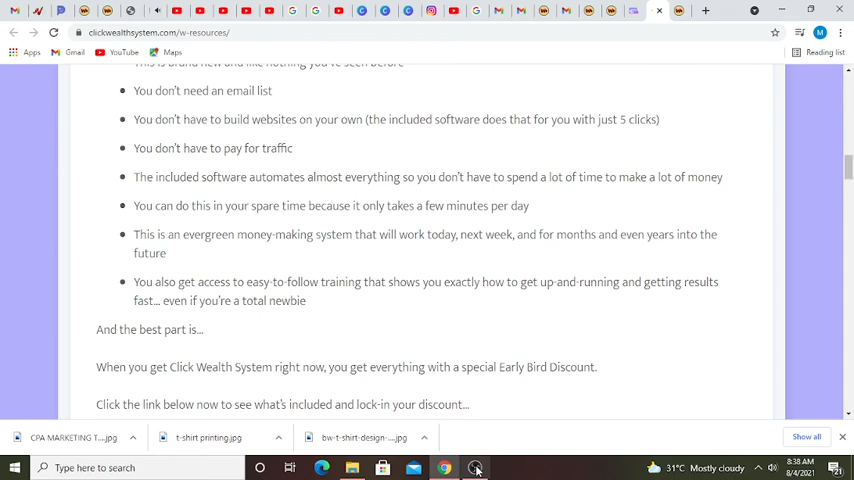 clickwealthsystem.com/w-resources/
Apps Gmail YouTube Maps Reading list
This is brand new and like nothing you've seen before
You don't need an email list
You don't have to build websites on your own (the included software does that for you with just 5 clicks)
You don't have to pay for traffic
The included software automates almost everything so you don't have to spend a lot of time to make a lot of money
You can do this in your spare time because it only takes a few minutes per day
This is an evergreen money-making system that will work today, next week, and for months and even years into the
future
You also get access to easy-to-follow training that shows you exactly how to get up-and-running and getting results
fast... even if you're a total newbie
And the best part is...
When you get Click Wealth System right now, you get everything with a special Early Bird Discount.
Click the link below now to see what's included and lock-in your discount...
CPA MARKETING T....jpg t-shirt printing.jpg bw-t-shirt-design-....jpg Show all
Type here to search 31°C Mostly cloudy 8:38 AM
8/4/2021 21